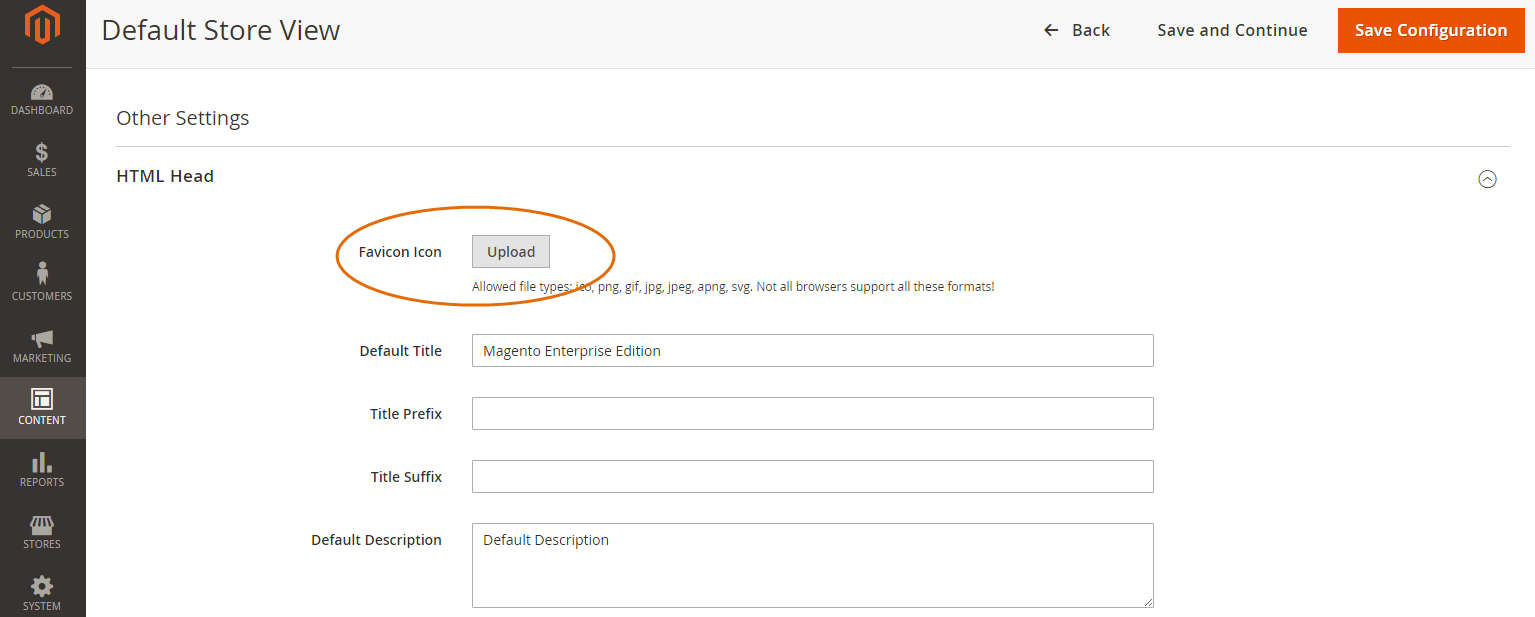 Default Store View
Back
Save and Continue
Save Configuration
DASHBOARD
SALES
PRODUCTS
CUSTOMERS
MARKETING
CONTENT
REPORTS
STORES
SYSTEM
Other Settings
HTML Head
Favicon Icon
Upload
Allowed file types: ico, png, gif, jpg, jpeg, apng, svg. Not all browsers support all these formats!
Default Title
Magento Enterprise Edition
Title Prefix
Title Suffix
Default Description
Default Description